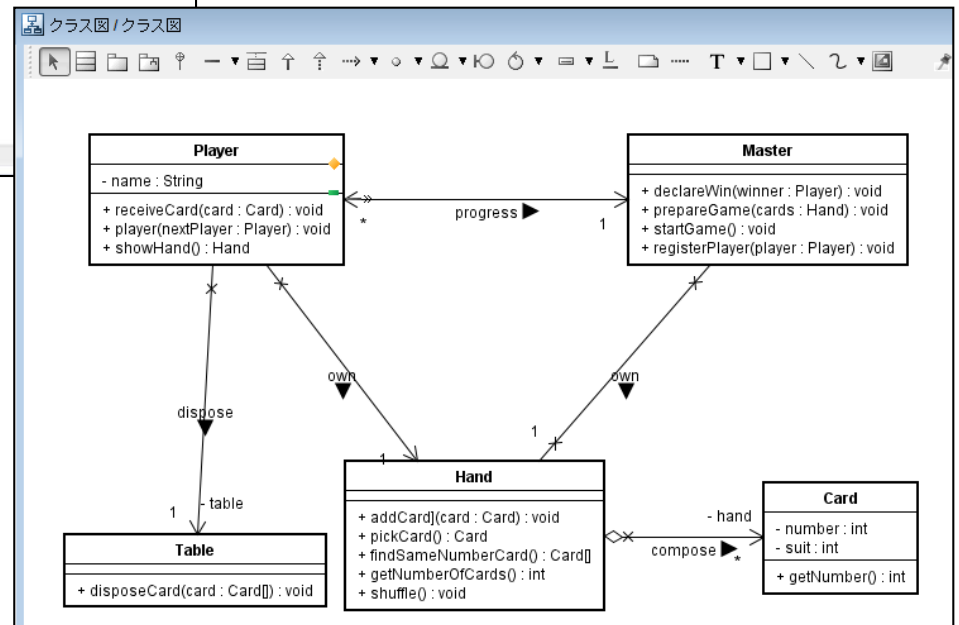 クラス図 / クラス図
T
Player
- name : String
+ receiveCard(card : Card) : void
+ player(nextPlayer : Player) : void
+ showHand() : Hand
*
progress
1
Master
+ declareWin(winner : Player) : void
+ prepareGame(cards : Hand) : void
+ startGame() : void
+ registerPlayer(player : Player) : void
own
own
dispose
1
- table
1
1
Table
+ disposeCard(card : Card[]) : void
Hand
+ addCard](card : Card) : void
+ pickCard() : Card
+ findSameNumberCard() : Card[]
+ getNumberOfCards() : int
+ shuffle() : void
- hand
compose
*
Card
- number : int
- suit : int
+ getNumber() : int